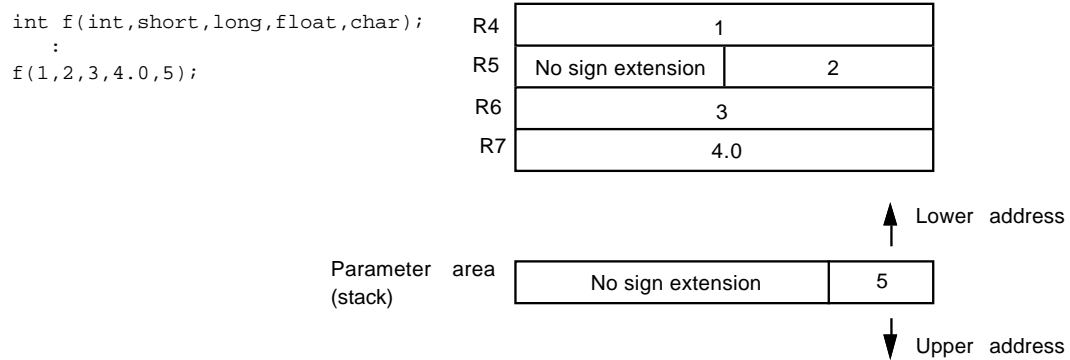 int f(int,short,long,float,char);
:
f(1,2,3,4.0,5);
R4 1
R5 No sign extension 2
R6 3
R7 4.0
Lower address
Parameter area
(stack)
No sign extension 5
Upper address